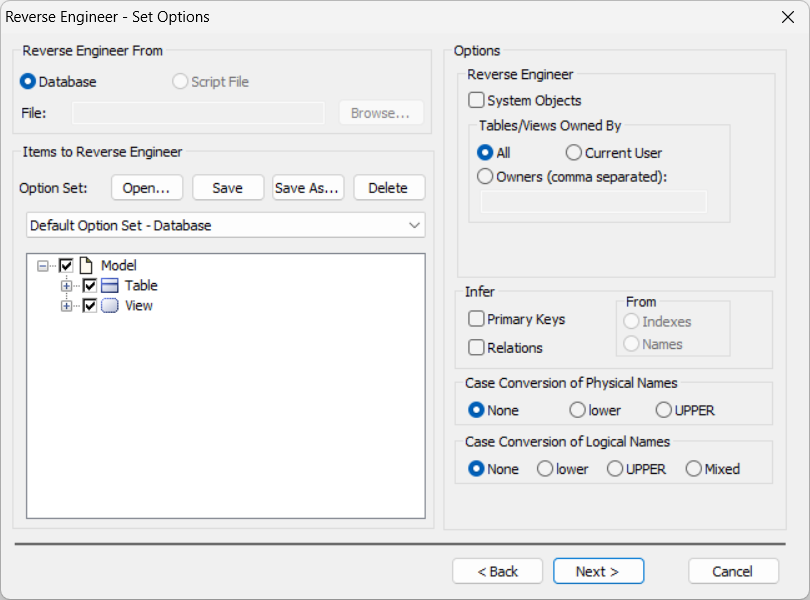 Reverse Engineer - Set Options
Reverse Engineer From
Database
Script File
File:
Browse...
Items to Reverse Engineer
Option Set:
Open...
Save
Save As...
Delete
Default Option Set - Database
Model
Table
View
Options
Reverse Engineer
System Objects
Tables/Views Owned By
All
Current User
Owners (comma separated):
Infer
Primary Keys
Relations
From
Indexes
Names
Case Conversion of Physical Names
None
lower
UPPER
Case Conversion of Logical Names
None
lower
UPPER
Mixed
< Back
Next >
Cancel